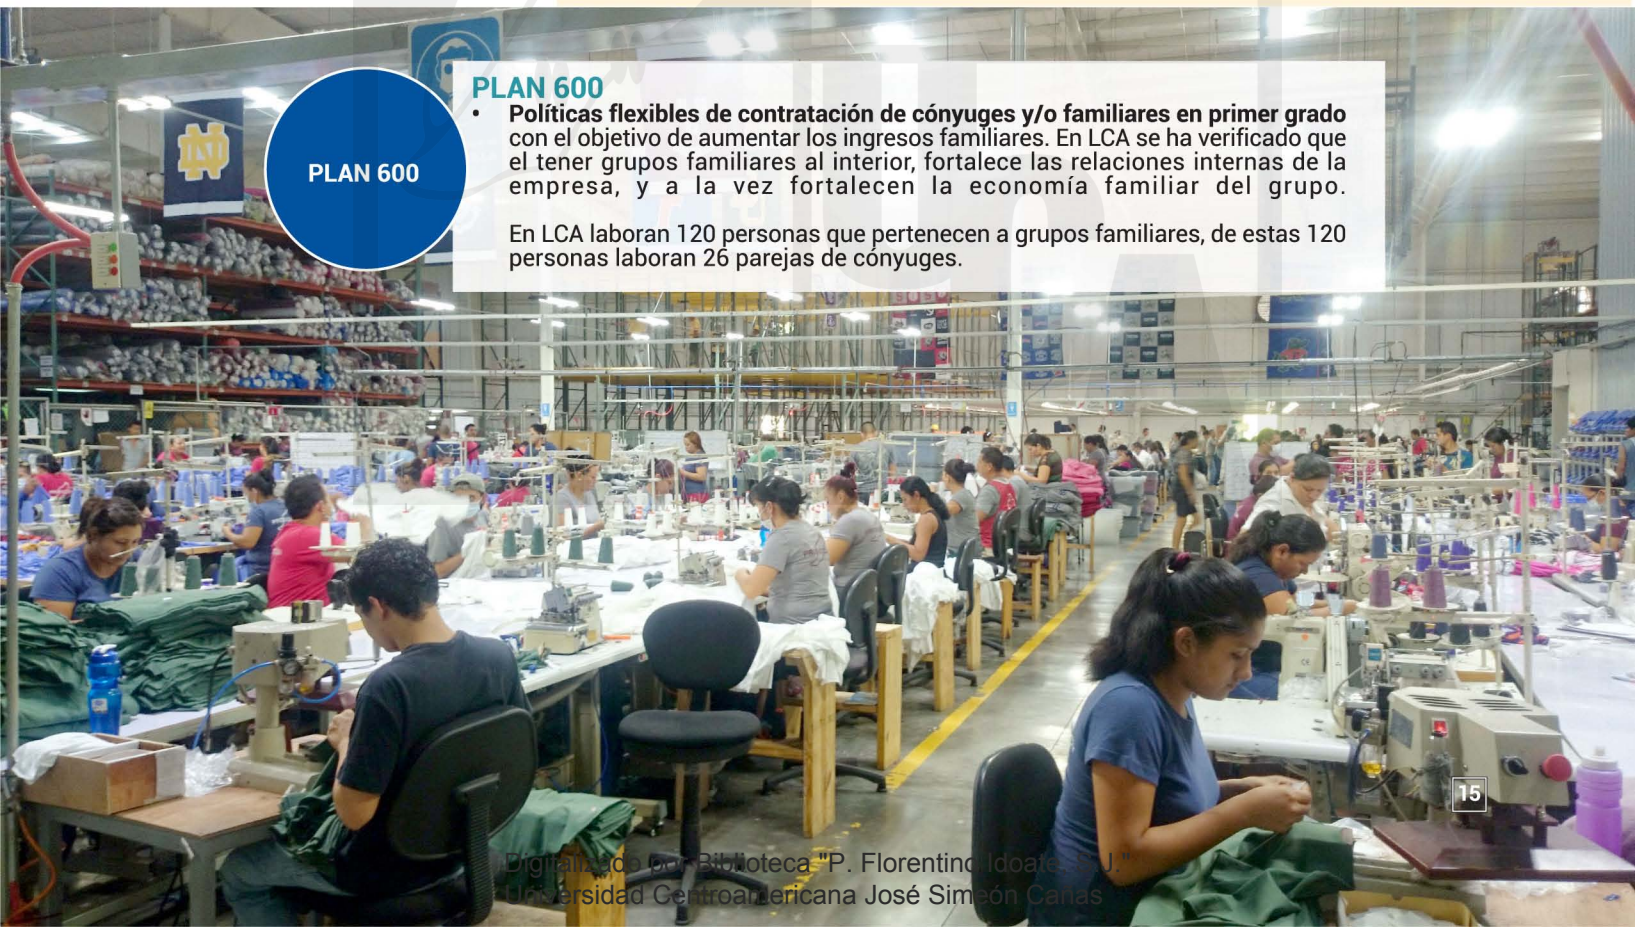 PLAN 600
PLAN 600
• Políticas flexibles de contratación de cónyuges y/o familiares en primer grado
con el objetivo de aumentar los ingresos familiares. En LCA se ha verificado que
el tener grupos familiares al interior, fortalece las relaciones internas de la
empresa, y a la vez fortalecen la economía familiar del grupo.
En LCA laboran 120 personas que pertenecen a grupos familiares, de estas 120
personas laboran 26 parejas de cónyuges.
15
Digitalizado por Biblioteca "P. Florentino Idoate, S.J."
Universidad Centroamericana José Simeón Cañas